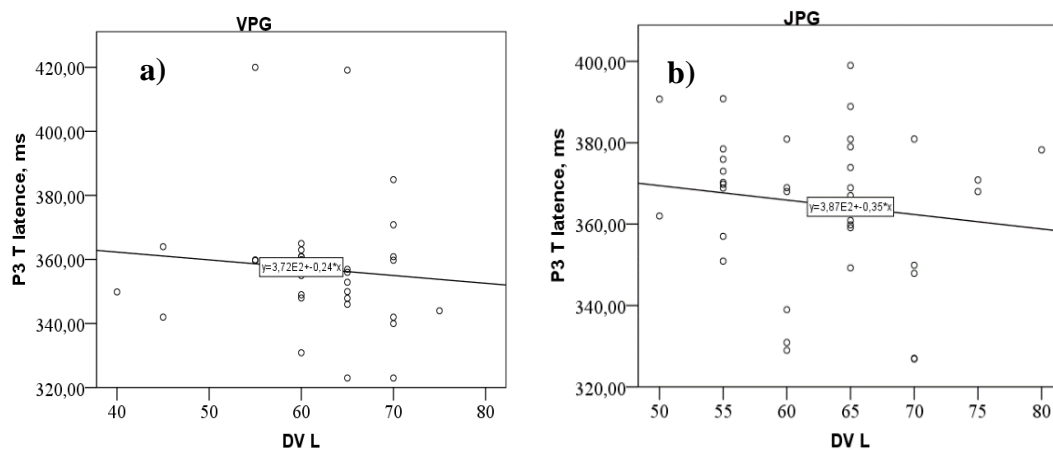 VPG
a)
P3 T latence, ms
420,00
400,00
380,00
360,00
340,00
320,00
y=3,72E2+-0,24*x
40 50 60 70 80
DV L
JPG
b)
P3 T latence, ms
400,00
380,00
360,00
340,00
320,00
y=3,87E2+-0,35*x
50 55 60 65 70 75 80
DV L